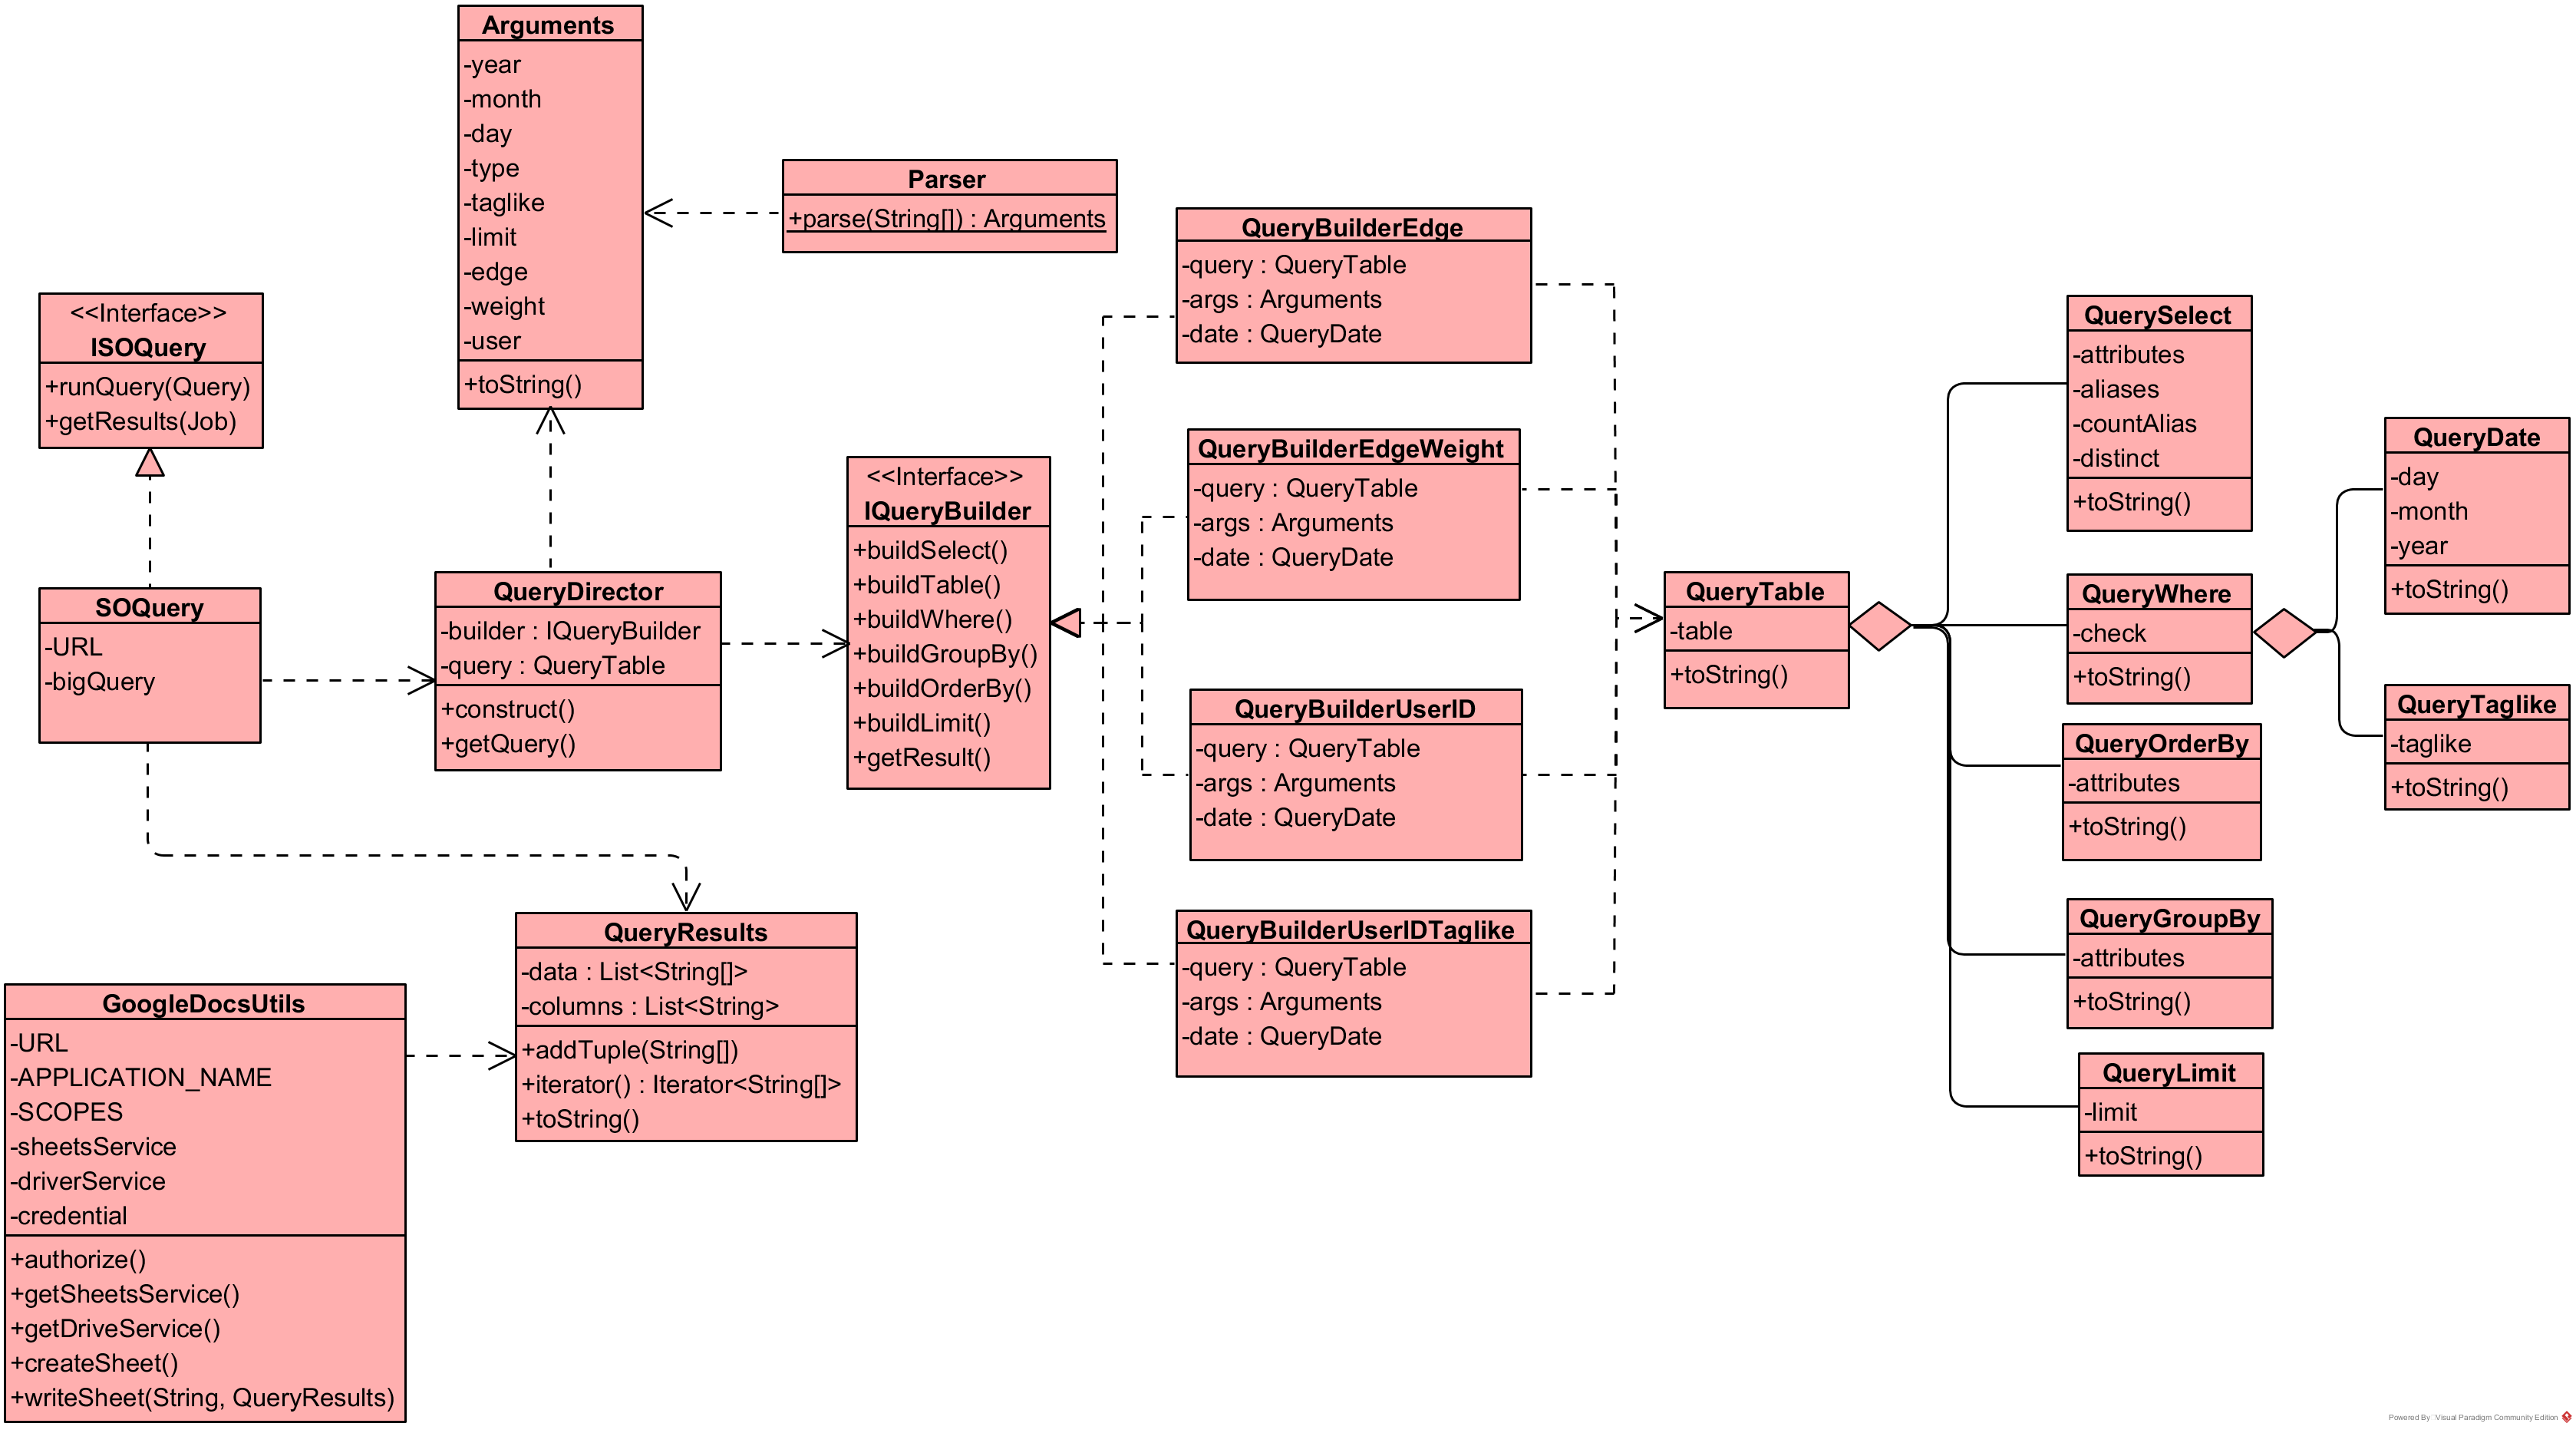 Arguments
-year
-month
-day
-type
-taglike
-limit
-edge
-weight
-user
+toString()
Parser
+parse(String[]) : Arguments
<<Interface>>
ISOQuery
+runQuery(Query)
+getResults(Job)
SOQuery
-URL
-bigQuery
QueryDirector
-builder : IQueryBuilder
-query : QueryTable
+construct()
+getQuery()
<<Interface>>
IQueryBuilder
+buildSelect()
+buildTable()
+buildWhere()
+buildGroupBy()
+buildOrderBy()
+buildLimit()
+getResult()
QueryBuilderEdge
-query : QueryTable
-args : Arguments
-date : QueryDate
QueryBuilderEdgeWeight
-query : QueryTable
-args : Arguments
-date : QueryDate
QueryBuilderUserID
-query : QueryTable
-args : Arguments
-date : QueryDate
QueryBuilderUserIDTaglike
-query : QueryTable
-args : Arguments
-date : QueryDate
QueryTable
-table
+toString()
QuerySelect
-attributes
-aliases
-countAlias
-distinct
+toString()
QueryWhere
-check
+toString()
QueryOrderBy
-attributes
+toString()
QueryGroupBy
-attributes
+toString()
QueryLimit
-limit
+toString()
QueryDate
-day
-month
-year
+toString()
QueryTaglike
-taglike
+toString()
QueryResults
-data : List<String[]>
-columns : List<String>
+addTuple(String[])
+iterator() : Iterator<String[]>
+toString()
GoogleDocsUtils
-URL
-APPLICATION_NAME
-SCOPES
-sheetsService
-driverService
-credential
+authorize()
+getSheetsService()
+getDriveService()
+createSheet()
+writeSheet(String, QueryResults)
Powered By Visual Paradigm Community Edition